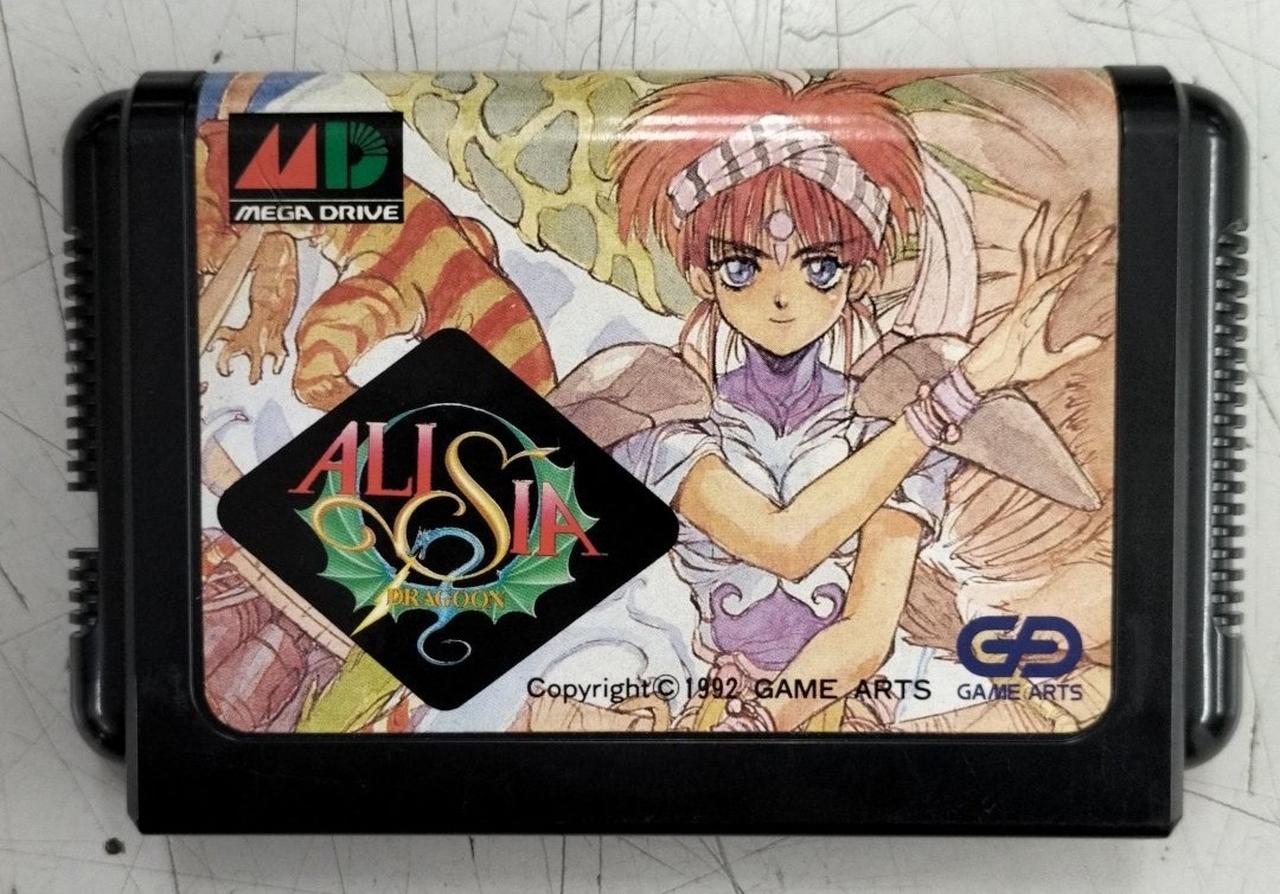 MD
MEGA DRIVE
ALISIA
DRAGOON
Copyright © 1992 GAME ARTS
GAME ARTS